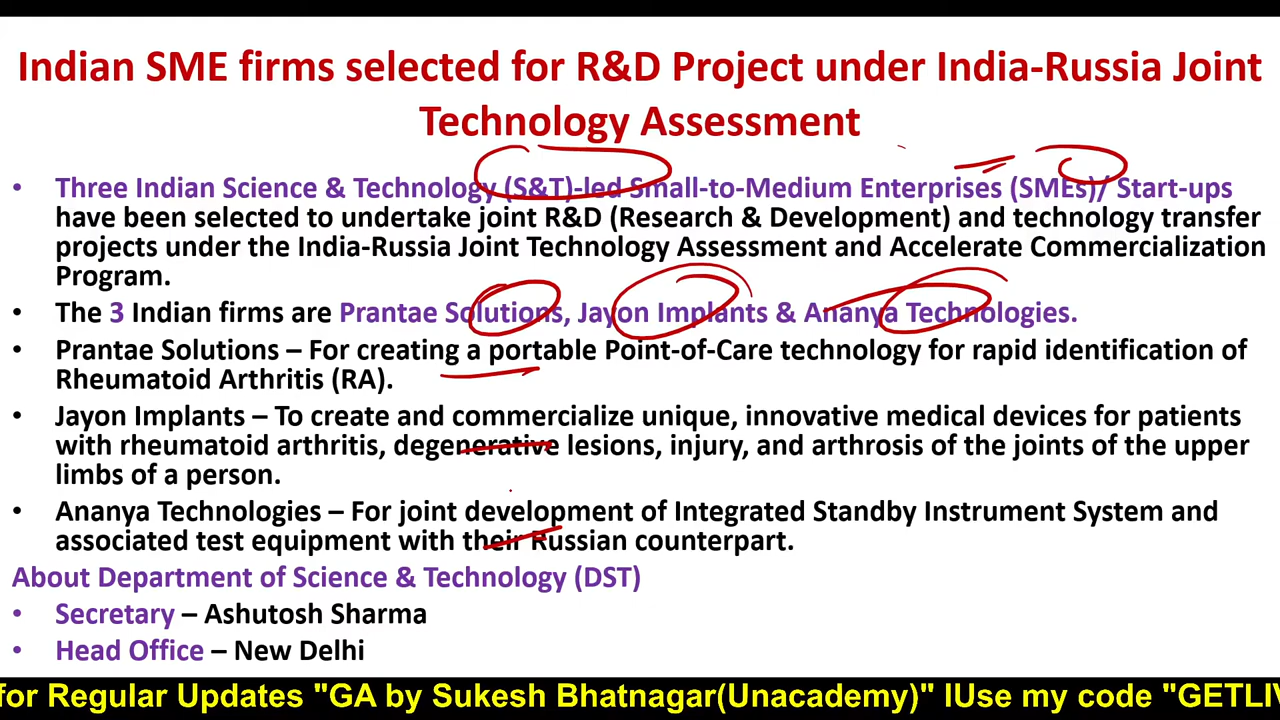 Indian SME firms selected for R&D Project under India-Russia Joint
Technology Assessment
• Three Indian Science & Technology (S&T)-led Small-to-Medium Enterprises (SMEs)/ Start-ups
have been selected to undertake joint R&D (Research & Development) and technology transfer
projects under the India-Russia Joint Technology Assessment and Accelerate Commercialization
Program.
• The 3 Indian firms are Prantae Solutions, Jayon Implants & Ananya Technologies.
• Prantae Solutions – For creating a portable Point-of-Care technology for rapid identification of
Rheumatoid Arthritis (RA).
• Jayon Implants – To create and commercialize unique, innovative medical devices for patients
with rheumatoid arthritis, degenerative lesions, injury, and arthrosis of the joints of the upper
limbs of a person.
• Ananya Technologies – For joint development of Integrated Standby Instrument System and
associated test equipment with their Russian counterpart.
About Department of Science & Technology (DST)
• Secretary – Ashutosh Sharma
• Head Office – New Delhi
for Regular Updates "GA by Sukesh Bhatnagar(Unacademy)" IUse my code "GETLIV